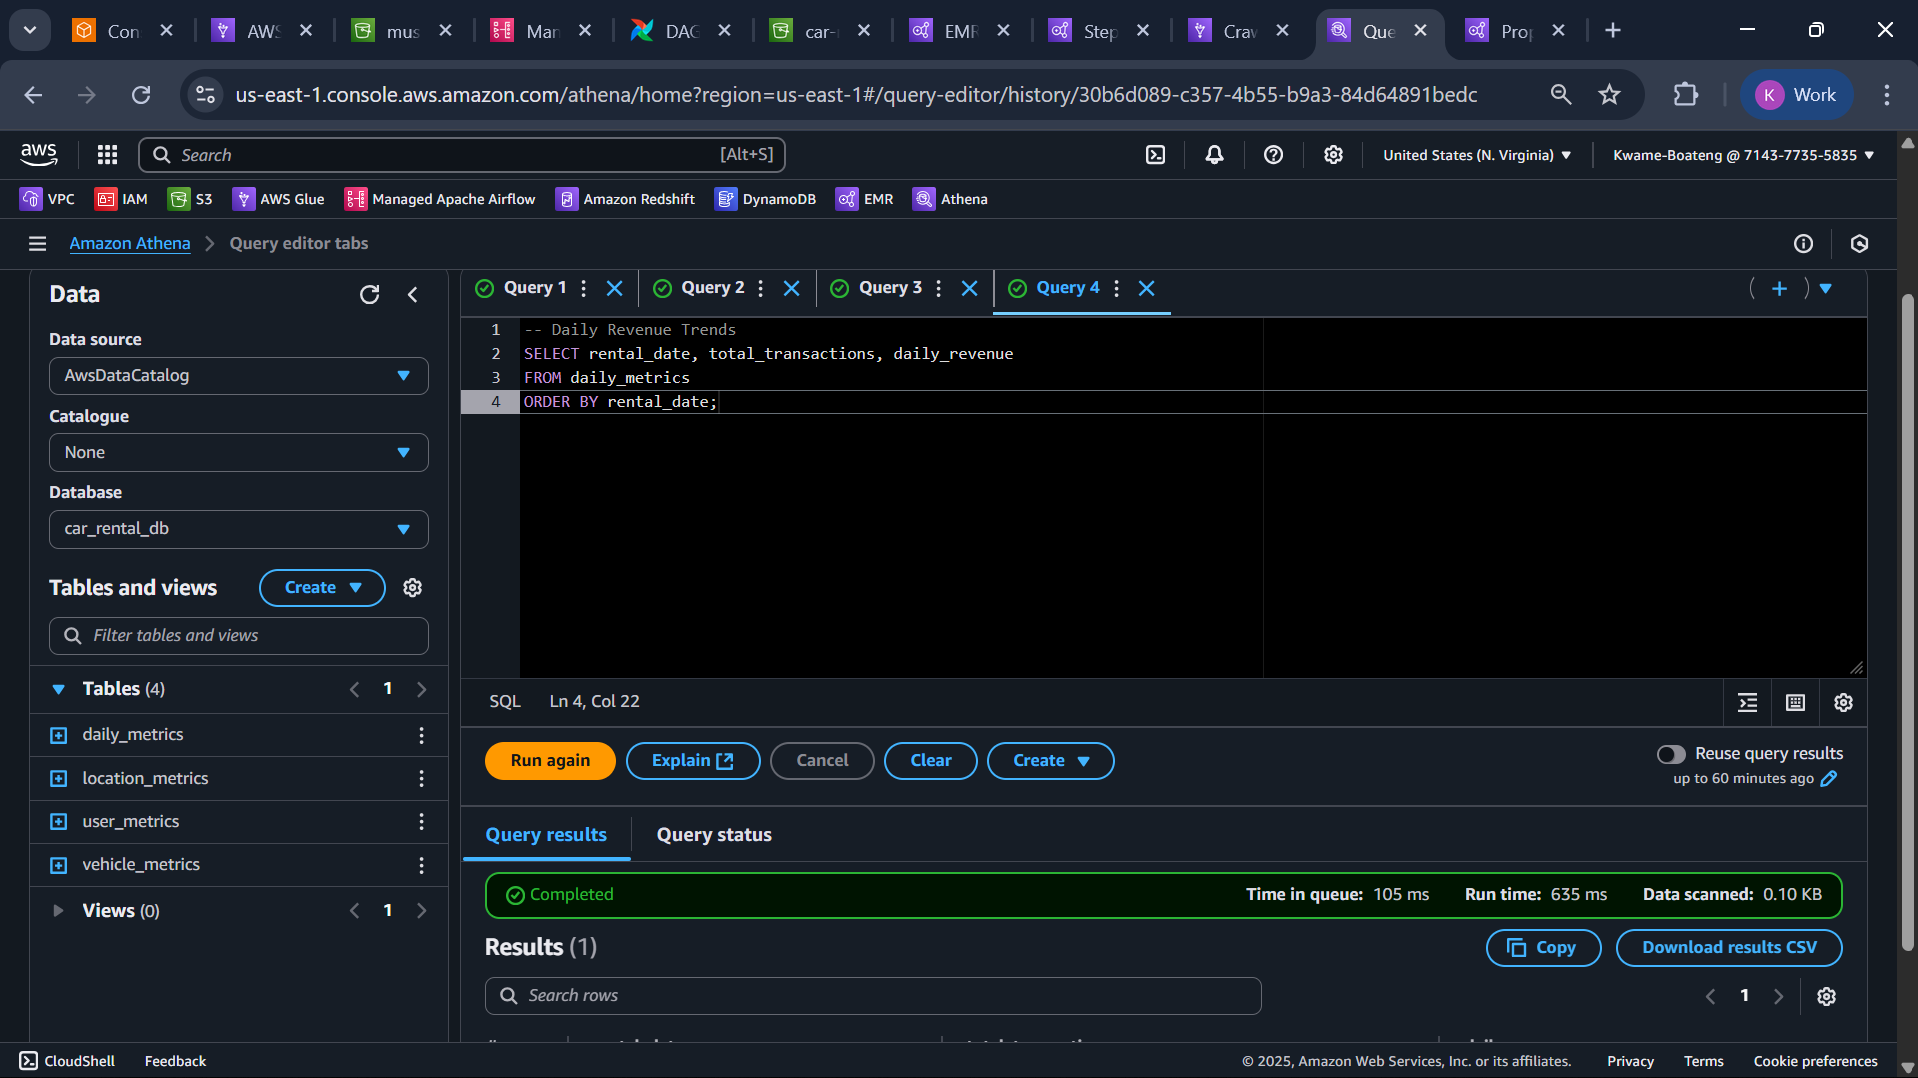 Con
AWS
mus
Man
DAG
car-
EMR
Step
Craw
Que
Prop
us-east-1.console.aws.amazon.com/athena/home?region=us-east-1#/query-editor/history/30b6d089-c357-4b55-b9a3-84d64891bedc
K Work
aws
Search [Alt+S]
United States (N. Virginia)
Kwame-Boateng @ 7143-7735-5835
VPC IAM S3 AWS Glue Managed Apache Airflow Amazon Redshift DynamoDB EMR Athena
Amazon Athena Query editor tabs
Data
Data source
AwsDataCatalog
Catalogue
None
Database
car_rental_db
Tables and views Create
Filter tables and views
Tables (4) 1
daily_metrics
location_metrics
user_metrics
vehicle_metrics
Views (0) 1
Query 1 Query 2 Query 3 Query 4
1 -- Daily Revenue Trends
2 SELECT rental_date, total_transactions, daily_revenue
3 FROM daily_metrics
4 ORDER BY rental_date;
SQL Ln 4, Col 22
Run again Explain Cancel Clear Create
Reuse query results
up to 60 minutes ago
Query results Query status
Completed Time in queue: 105 ms Run time: 635 ms Data scanned: 0.10 KB
Results (1) Copy Download results CSV
Search rows 1
CloudShell Feedback © 2025, Amazon Web Services, Inc. or its affiliates. Privacy Terms Cookie preferences